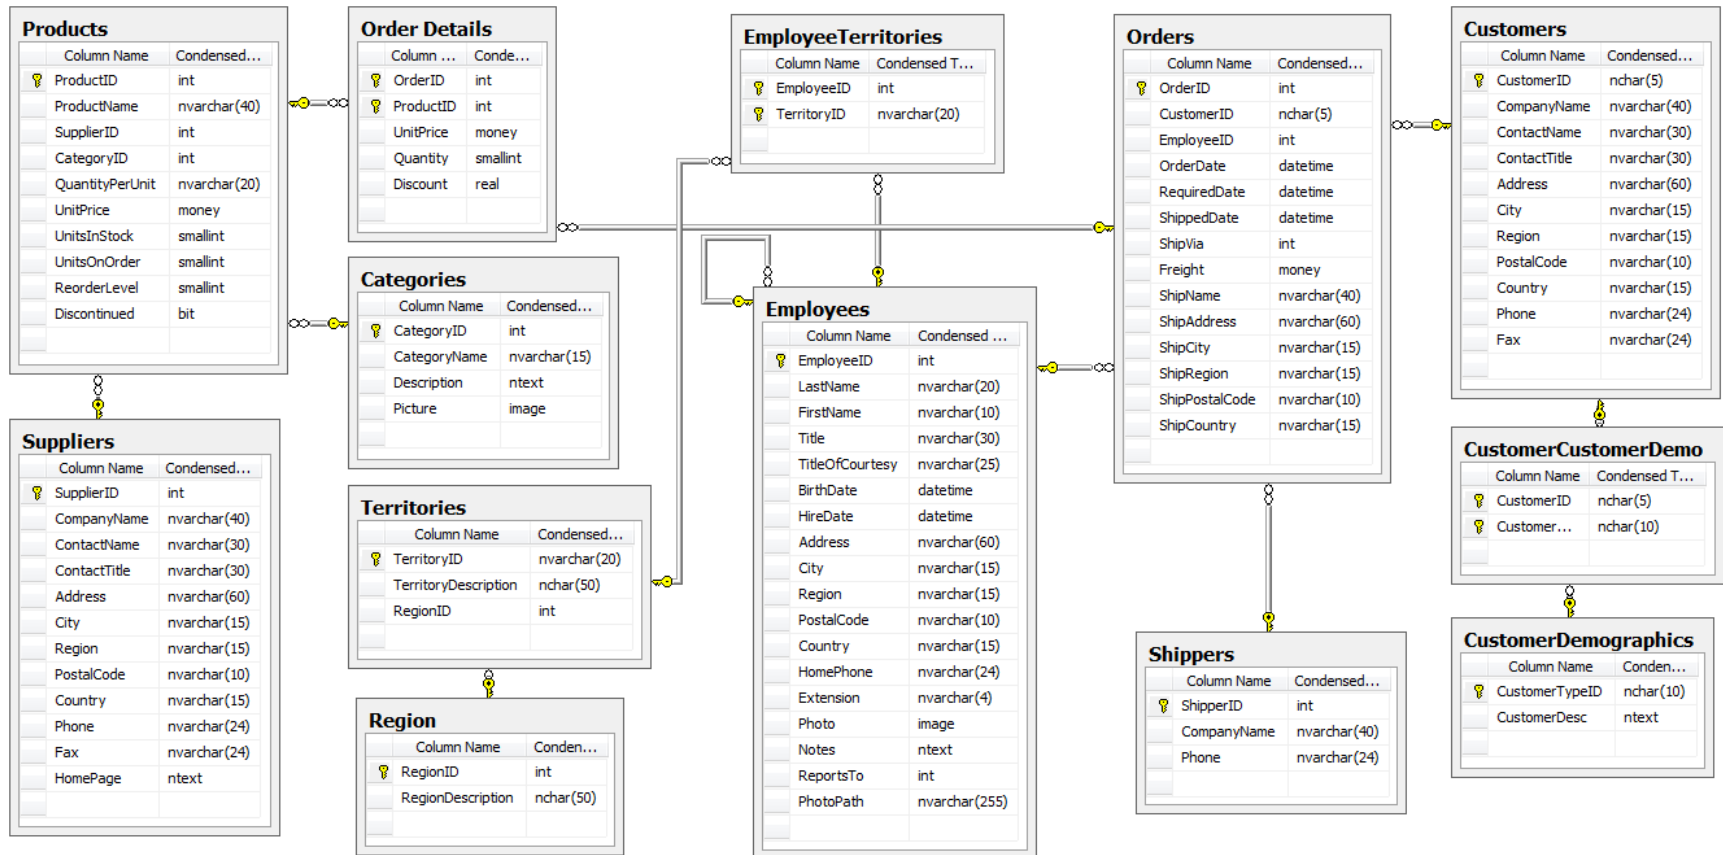 Products
Column Name Condensed...
ProductID int
ProductName nvarchar(40)
SupplierID int
CategoryID int
QuantityPerUnit nvarchar(20)
UnitPrice money
UnitsInStock smallint
UnitsOnOrder smallint
ReorderLevel smallint
Discontinued bit
Suppliers
Column Name Condensed...
SupplierID int
CompanyName nvarchar(40)
ContactName nvarchar(30)
ContactTitle nvarchar(30)
Address nvarchar(60)
City nvarchar(15)
Region nvarchar(15)
PostalCode nvarchar(10)
Country nvarchar(15)
Phone nvarchar(24)
Fax nvarchar(24)
HomePage ntext
Order Details
Column ... Conde...
OrderID int
ProductID int
UnitPrice money
Quantity smallint
Discount real
Categories
Column Name Condensed...
CategoryID int
CategoryName nvarchar(15)
Description ntext
Picture image
Territories
Column Name Condensed...
TerritoryID nvarchar(20)
TerritoryDescription nchar(50)
RegionID int
Region
Column Name Conden...
RegionID int
RegionDescription nchar(50)
EmployeeTerritories
Column Name Condensed T...
EmployeeID int
TerritoryID nvarchar(20)
Employees
Column Name Condensed ...
EmployeeID int
LastName nvarchar(20)
FirstName nvarchar(10)
Title nvarchar(30)
TitleOfCourtesy nvarchar(25)
BirthDate datetime
HireDate datetime
Address nvarchar(60)
City nvarchar(15)
Region nvarchar(15)
PostalCode nvarchar(10)
Country nvarchar(15)
HomePhone nvarchar(24)
Extension nvarchar(4)
Photo image
Notes ntext
ReportsTo int
PhotoPath nvarchar(255)
Orders
Column Name Condensed...
OrderID int
CustomerID nchar(5)
EmployeeID int
OrderDate datetime
RequiredDate datetime
ShippedDate datetime
ShipVia int
Freight money
ShipName nvarchar(40)
ShipAddress nvarchar(60)
ShipCity nvarchar(15)
ShipRegion nvarchar(15)
ShipPostalCode nvarchar(10)
ShipCountry nvarchar(15)
Shippers
Column Name Condensed...
ShipperID int
CompanyName nvarchar(40)
Phone nvarchar(24)
Customers
Column Name Condensed...
CustomerID nchar(5)
CompanyName nvarchar(40)
ContactName nvarchar(30)
ContactTitle nvarchar(30)
Address nvarchar(60)
City nvarchar(15)
Region nvarchar(15)
PostalCode nvarchar(10)
Country nvarchar(15)
Phone nvarchar(24)
Fax nvarchar(24)
CustomerCustomerDemo
Column Name Condensed T...
CustomerID nchar(5)
Customer... nchar(10)
CustomerDemographics
Column Name Conden...
CustomerTypeID nchar(10)
CustomerDesc ntext